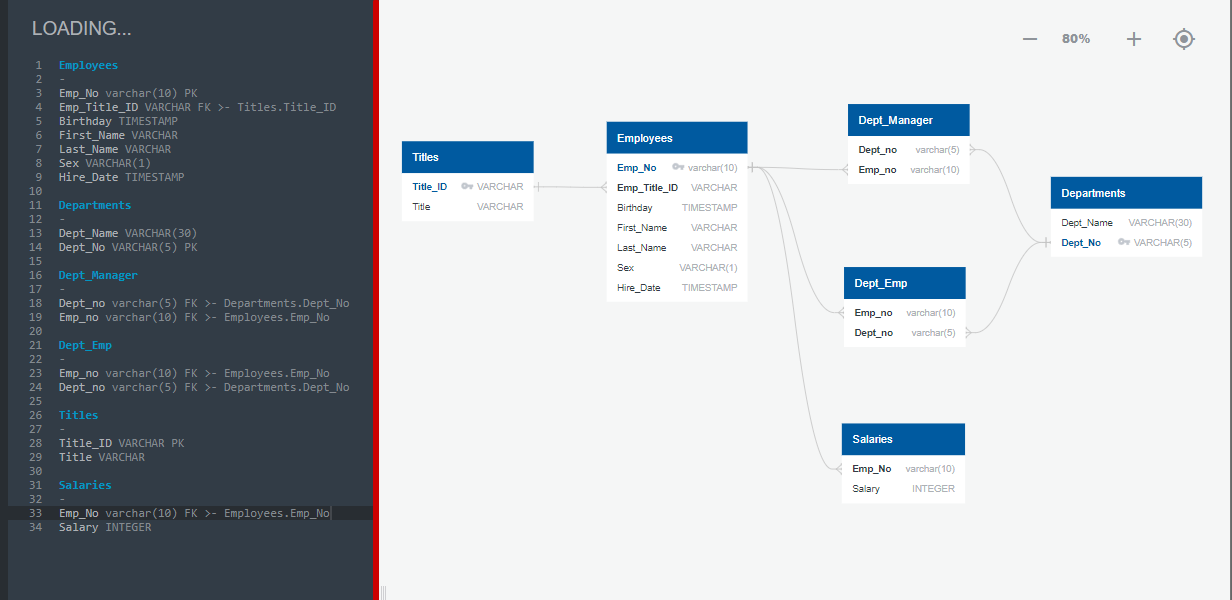 LOADING...
1 Employees
2 -
3 Emp_No varchar(10) PK
4 Emp_Title_ID VARCHAR FK >- Titles.Title_ID
5 Birthday TIMESTAMP
6 First_Name VARCHAR
7 Last_Name VARCHAR
8 Sex VARCHAR(1)
9 Hire_Date TIMESTAMP
10
11 Departments
12 -
13 Dept_Name VARCHAR(30)
14 Dept_No VARCHAR(5) PK
15
16 Dept_Manager
17 -
18 Dept_no varchar(5) FK >- Departments.Dept_No
19 Emp_no varchar(10) FK >- Employees.Emp_No
20
21 Dept_Emp
22 -
23 Emp_no varchar(10) FK >- Employees.Emp_No
24 Dept_no varchar(5) FK >- Departments.Dept_No
25
26 Titles
27 -
28 Title_ID VARCHAR PK
29 Title VARCHAR
30
31 Salaries
32 -
33 Emp_No varchar(10) FK >- Employees.Emp_No
34 Salary INTEGER
80%
Titles
Title_ID VARCHAR
Title VARCHAR
Employees
Emp_No varchar(10)
Emp_Title_ID VARCHAR
Birthday TIMESTAMP
First_Name VARCHAR
Last_Name VARCHAR
Sex VARCHAR(1)
Hire_Date TIMESTAMP
Dept_Manager
Dept_no varchar(5)
Emp_no varchar(10)
Departments
Dept_Name VARCHAR(30)
Dept_No VARCHAR(5)
Dept_Emp
Emp_no varchar(10)
Dept_no varchar(5)
Salaries
Emp_No varchar(10)
Salary INTEGER